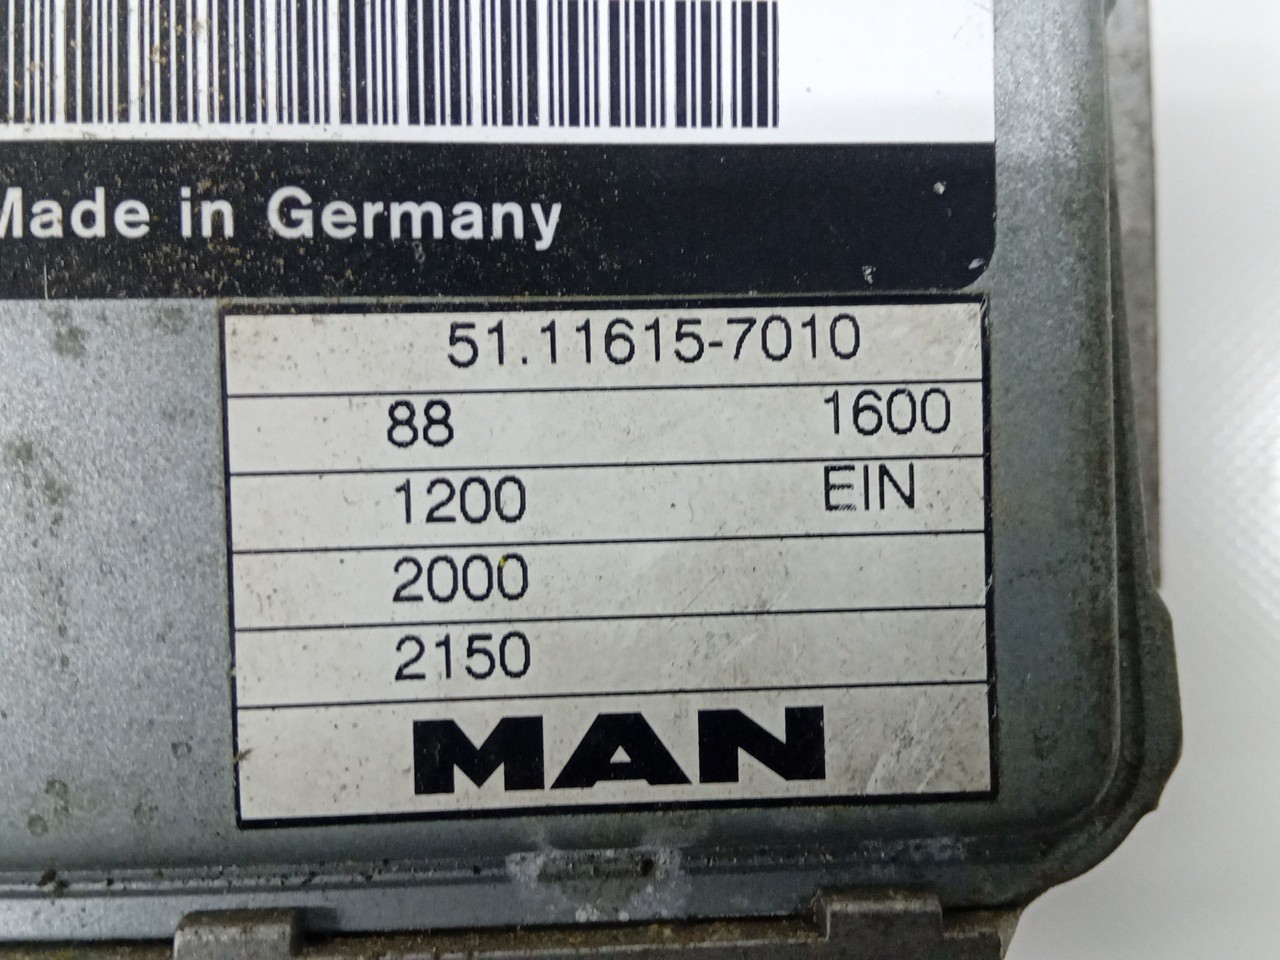 Made in Germany
51.11615-7010
88 1600
1200 EIN
2000
2150
MAN